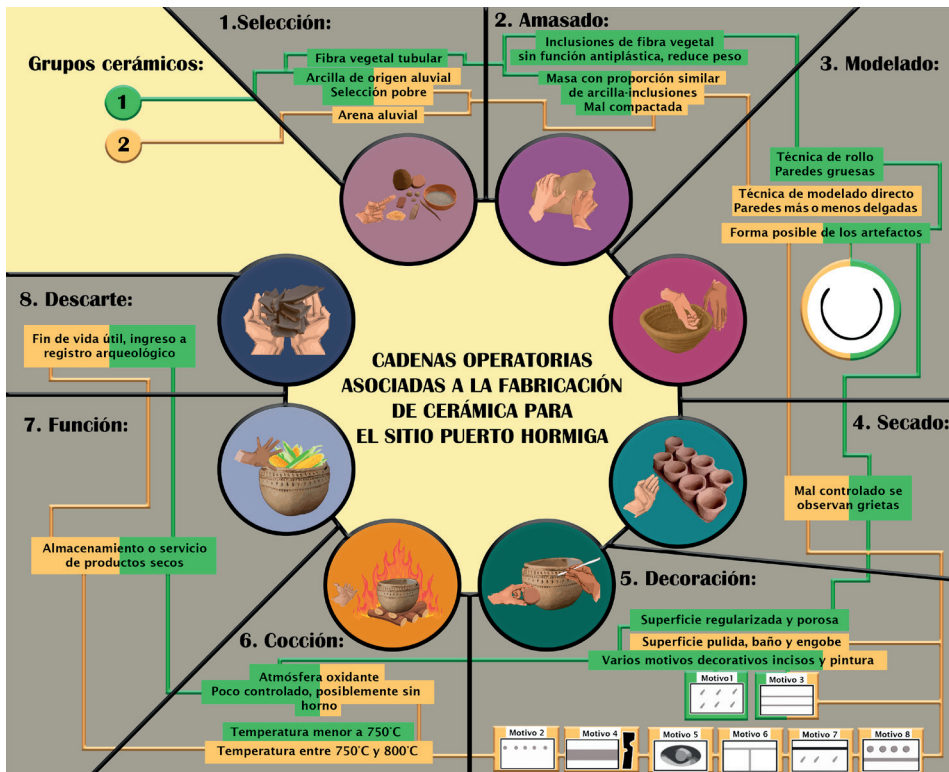 Grupos cerámicos:
1
2
1.Selección:
Fibra vegetal tubular
Arcilla de origen aluvial
Selección pobre
Arena aluvial
2. Amasado:
Inclusiones de fibra vegetal
sin función antiplástica, reduce peso
Masa con proporción similar
de arcilla-inclusiones
Mal compactada
3. Modelado:
Técnica de rollo
Paredes gruesas
Técnica de modelado directo
Paredes más o menos delgadas
Forma posible de los artefactos
CADENAS OPERATORIAS
ASOCIADAS A LA FABRICACIÓN
DE CERÁMICA PARA
EL SITIO PUERTO HORMIGA
4. Secado:
Mal controlado se
observan grietas
5. Decoración:
Superficie regularizada y porosa
Superficie pulida, baño y engobe
Varios motivos decorativos incisos y pintura
Motivo1
Motivo 3
Motivo 2
Motivo 4
Motivo 5
Motivo 6
Motivo 7
Motivo 8
6. Cocción:
Atmósfera oxidante
Poco controlado, posiblemente sin
horno
Temperatura menor a 750°C
Temperatura entre 750°C y 800°C
7. Función:
Almacenamiento o servicio
de productos secos
8. Descarte:
Fin de vida útil, ingreso a
registro arqueológico